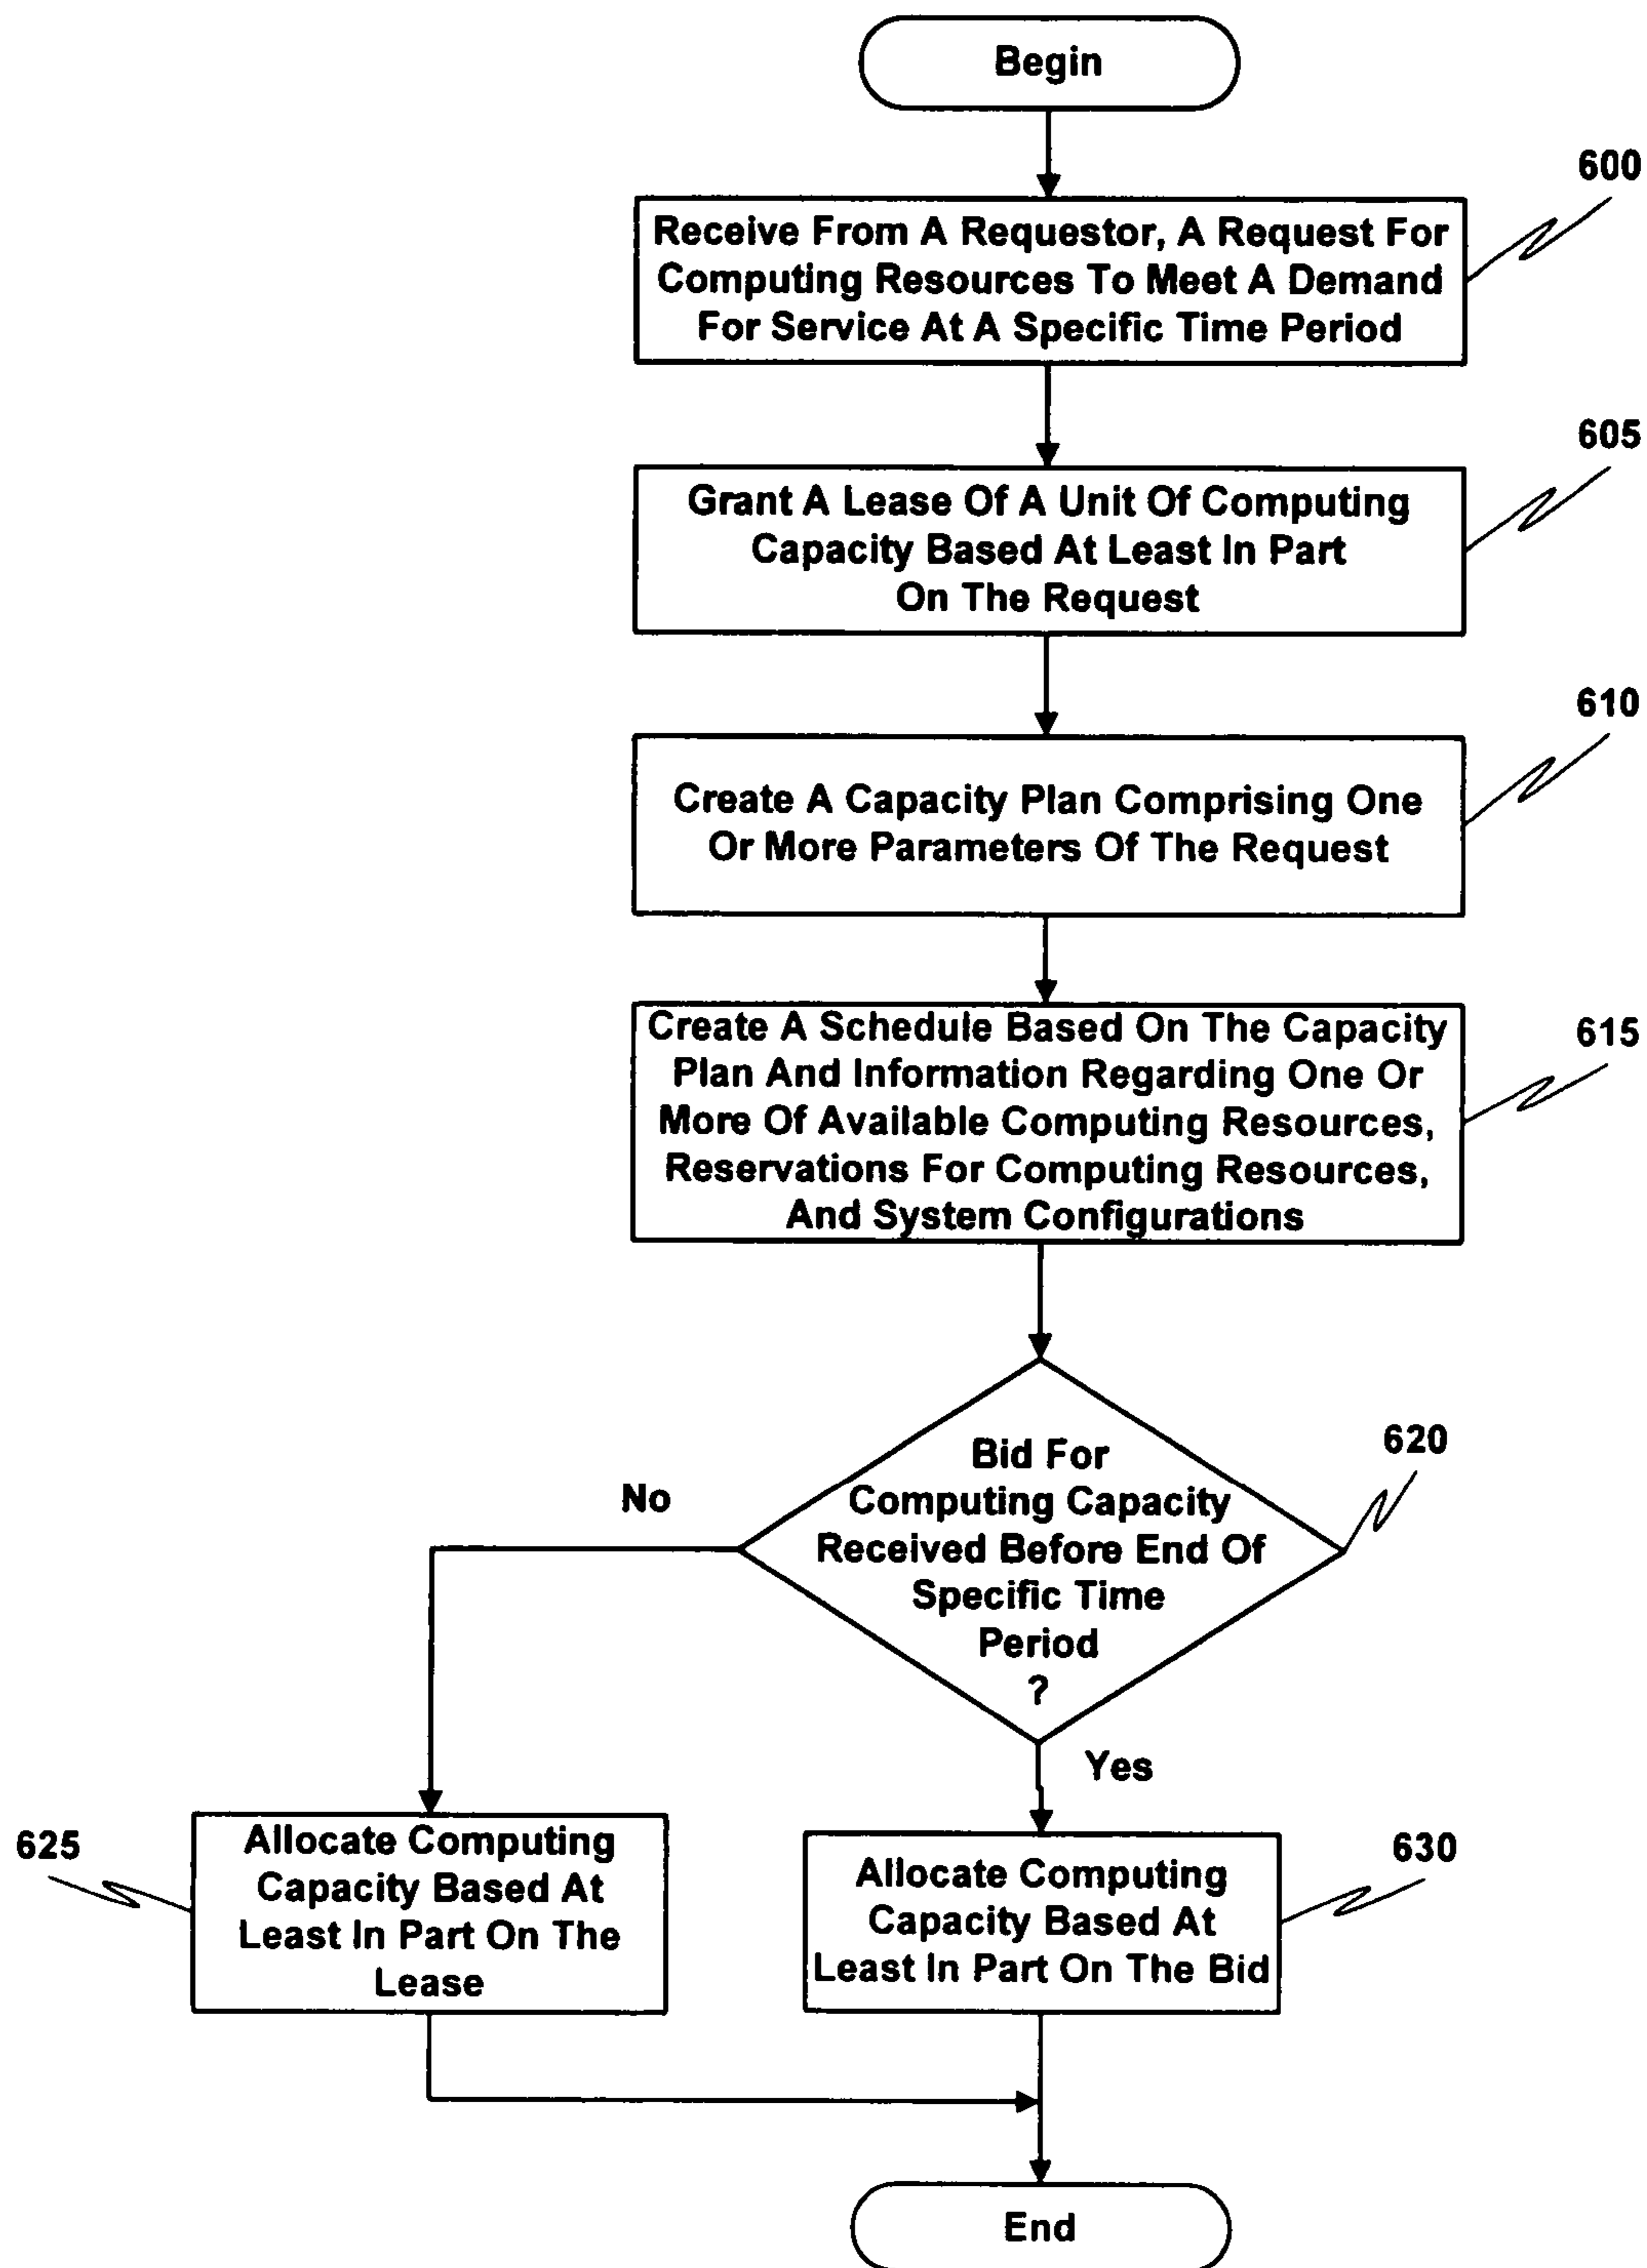 Begin
600
Receive From A Requestor, A Request For
Computing Resources To Meet A Demand
For Service At A Specific Time Period
605
Grant A Lease Of A Unit Of Computing
Capacity Based At Least In Part
On The Request
610
Create A Capacity Plan Comprising One
Or More Parameters Of The Request
615
Create A Schedule Based On The Capacity
Plan And Information Regarding One Or
More Of Available Computing Resources,
Reservations For Computing Resources,
And System Configurations
620
Bid For
Computing Capacity
Received Before End Of
Specific Time
Period
?
No
Yes
625
Allocate Computing
Capacity Based At
Least In Part On The
Lease
630
Allocate Computing
Capacity Based At
Least In Part On The Bid
End